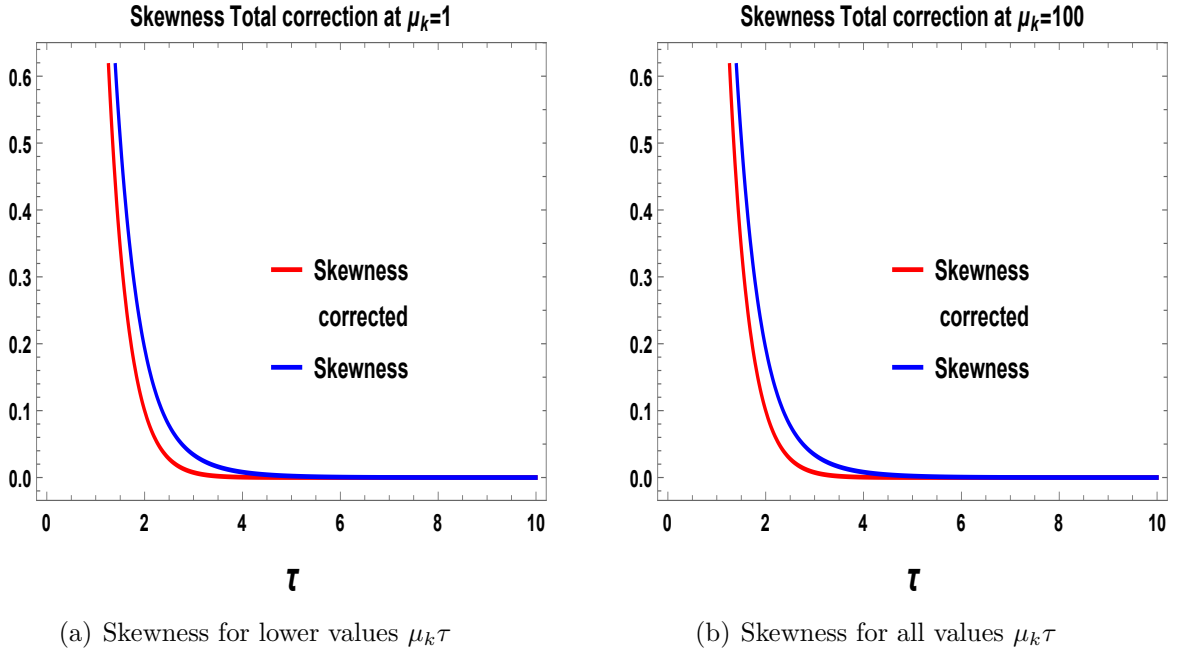 Skewness Total correction at μₖ=1
0.6
0.5
0.4
0.3
0.2
0.1
0.0
0 2 4 6 8 10
Skewness
corrected
Skewness
τ
(a) Skewness for lower values μₖτ
Skewness Total correction at μₖ=100
0.6
0.5
0.4
0.3
0.2
0.1
0.0
0 2 4 6 8 10
Skewness
corrected
Skewness
τ
(b) Skewness for all values μₖτ